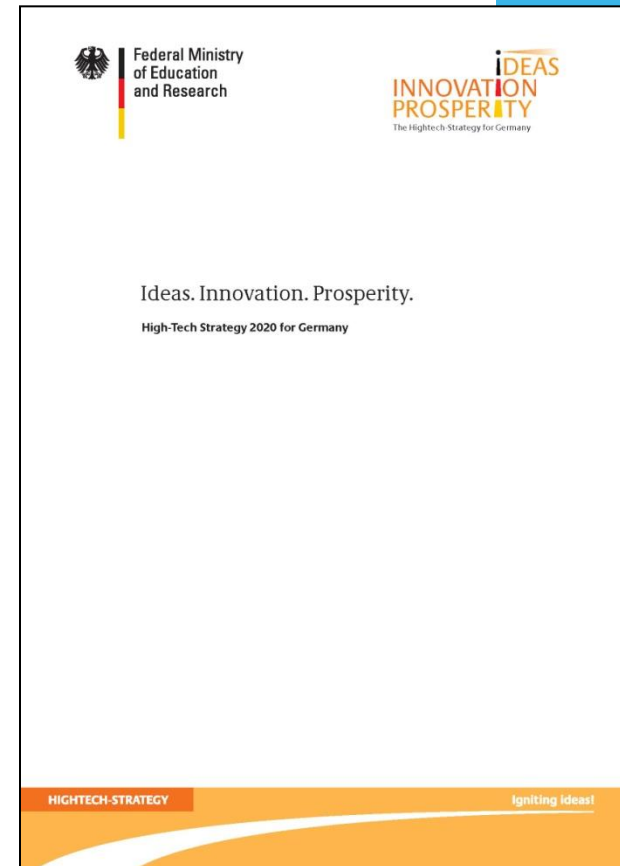 Federal Ministry
of Education
and Research
iDEAS
INNOVATION
PROSPERITY
The Hightech-Strategy for Germany
Ideas. Innovation. Prosperity.
High-Tech Strategy 2020 for Germany
HIGHTECH-STRATEGY
Igniting ideas!